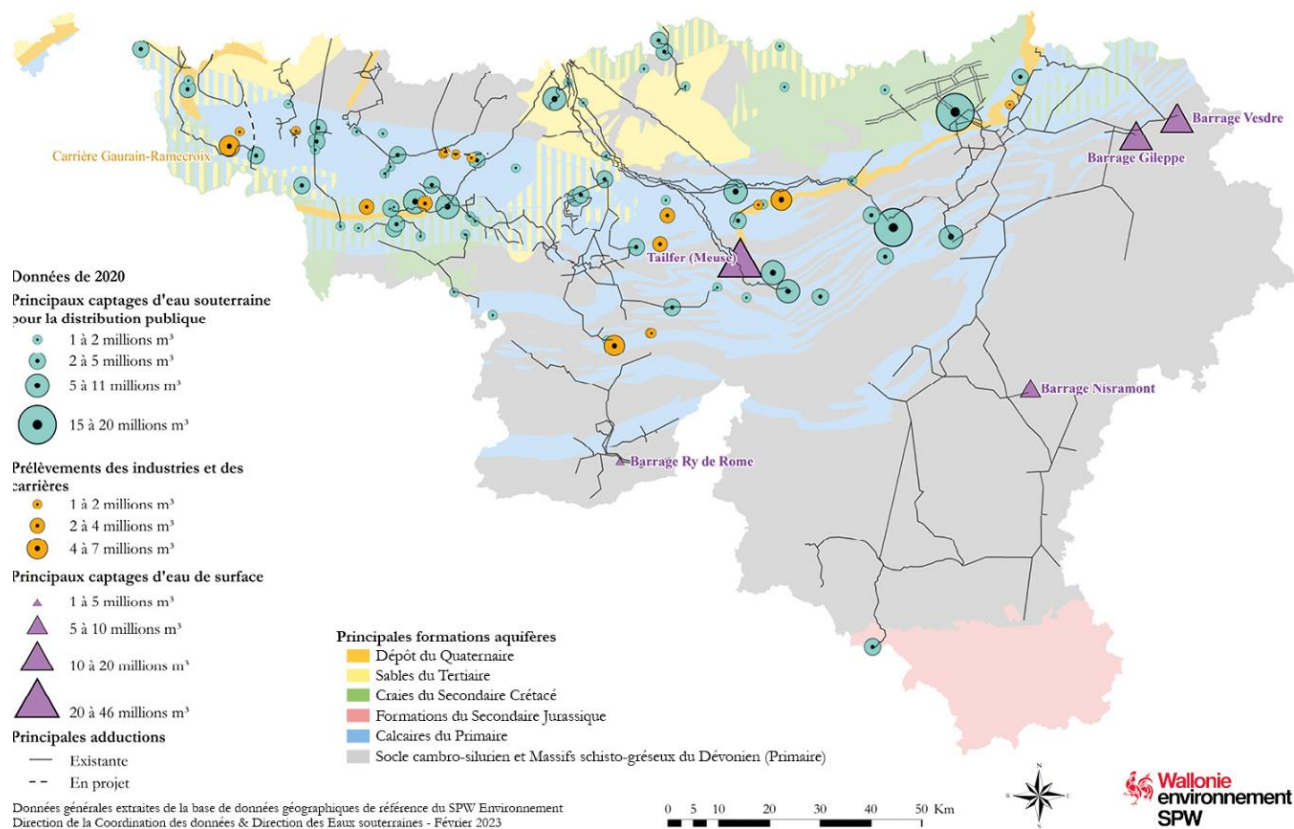 Barrage Vesdre
Barrage Gileppe
Carrière Gaurain-Ramecroix
Tailfer (Meuse)
Barrage Nisramont
Barrage Ry de Rome
Données de 2020
Principaux captages d'eau souterraine
pour la distribution publique
1 à 2 millions m³
2 à 5 millions m³
5 à 11 millions m³
15 à 20 millions m³
Prélèvements des industries et des
carrières
1 à 2 millions m³
2 à 4 millions m³
4 à 7 millions m³
Principaux captages d'eau de surface
1 à 5 millions m³
5 à 10 millions m³
10 à 20 millions m³
20 à 46 millions m³
Principales adductions
Existante
En projet
Principales formations aquifères
Dépôt du Quaternaire
Sables du Tertiaire
Craies du Secondaire Crétacé
Formations du Secondaire Jurassique
Calcaires du Primaire
Socle cambro-silurien et Massifs schisto-gréseux du Dévonien (Primaire)
Données générales extraites de la base de données géographiques de référence du SPW Environnement
Direction de la Coordination des données & Direction des Eaux souterraines - Février 2023
0 5 10 20 30 40 50 Km
Wallonie
environnement
SPW